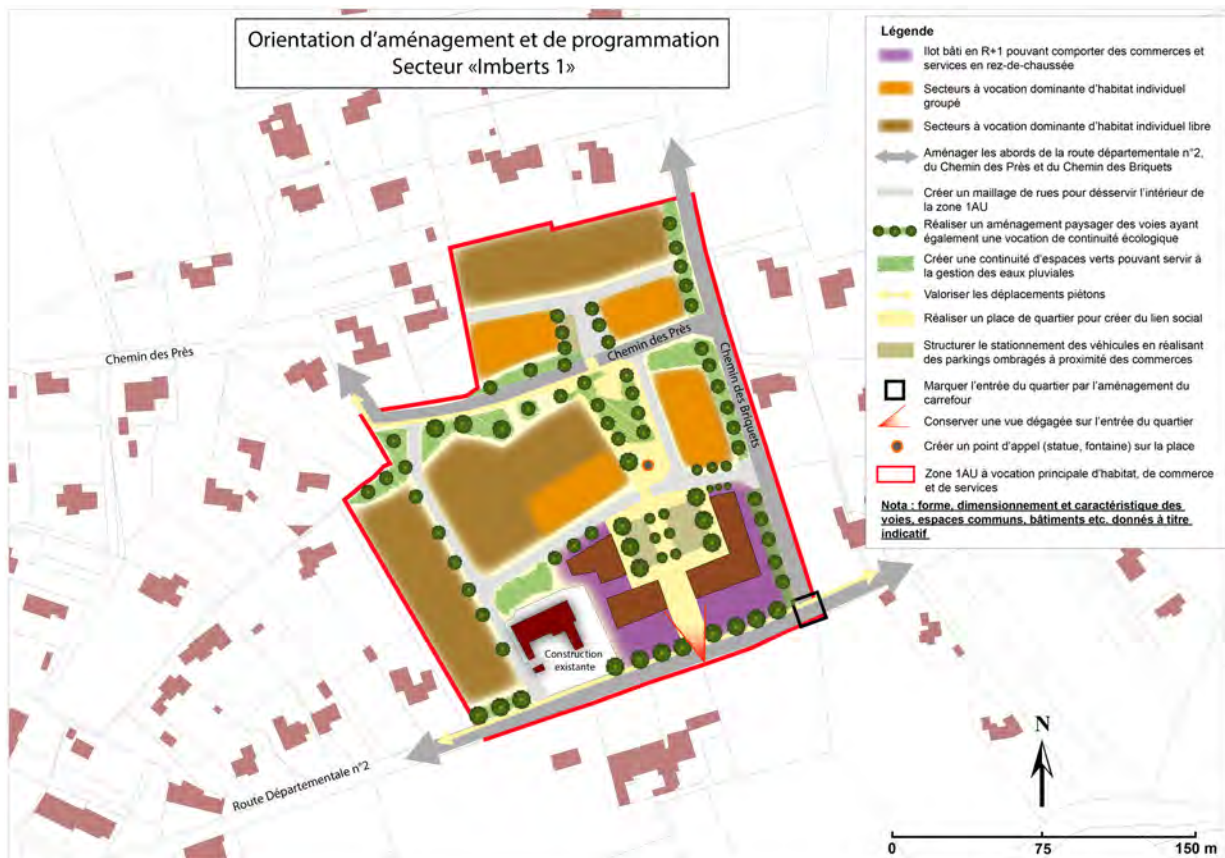 Orientation d'aménagement et de programmation
Secteur «Imberts 1»
Légende
Ilot bâti en R+1 pouvant comporter des commerces et
services en rez-de-chaussée
Secteurs à vocation dominante d'habitat individuel
groupé
Secteurs à vocation dominante d'habitat individuel libre
Aménager les abords de la route départementale n°2,
du Chemin des Près et du Chemin des Briquets
Créer un maillage de rues pour désservir l'intérieur de
la zone 1AU
Réaliser un aménagement paysager des voies ayant
également une vocation de continuité écologique
Créer une continuité d'espaces verts pouvant servir à
la gestion des eaux pluviales
Valoriser les déplacements piétons
Réaliser un place de quartier pour créer du lien social
Structurer le stationnement des véhicules en réalisant
des parkings ombragés à proximité des commerces
Marquer l'entrée du quartier par l'aménagement du
carrefour
Conserver une vue dégagée sur l'entrée du quartier
Créer un point d'appel (statue, fontaine) sur la place
Zone 1AU à vocation principale d'habitat, de commerce
et de services
Nota : forme, dimensionnement et caractéristique des
voies, espaces communs, bâtiments etc. donnés à titre
indicatif
Chemin des Près
Chemin des Près
Chemin des Briquets
Construction
existante
Route Départementale n°2
N
0 75 150 m